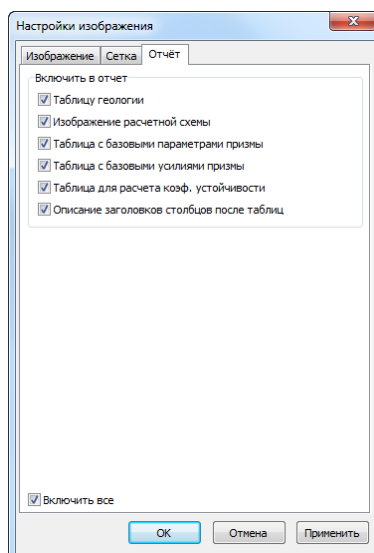 Настройки изображения
Изображение Сетка Отчёт
Включить в отчет
Таблицу геологии
Изображение расчетной схемы
Таблица с базовыми параметрами призмы
Таблица с базовыми усилиями призмы
Таблица для расчета коэф. устойчивости
Описание заголовков столбцов после таблиц
Включить все
ОК Отмена Применить